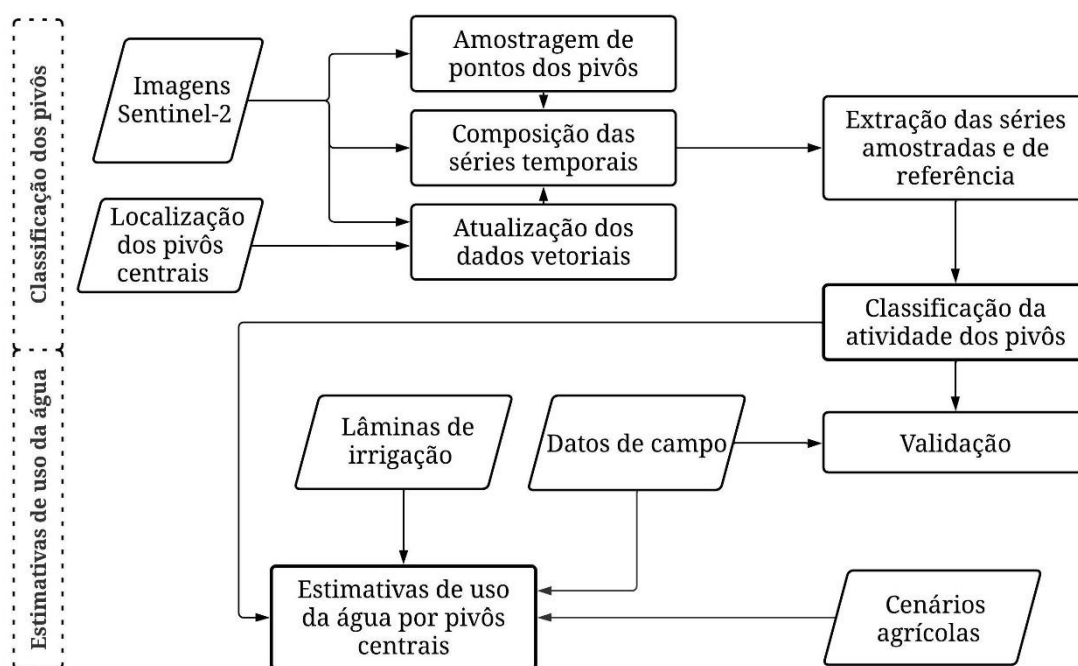 Classificação dos pivôs
Imagens
Sentinel-2
Amostragem de
pontos dos pivôs
Composição das
séries temporais
Extração das séries
amostradas e de
referência
Localização
dos pivôs
centrais
Atualização dos
dados vetoriais
Classificação da
atividade dos pivôs
Estimativas de uso da água
Lâminas de
irrigação
Datos de campo
Validação
Estimativas de uso
da água por pivôs
centrais
Cenários
agrícolas